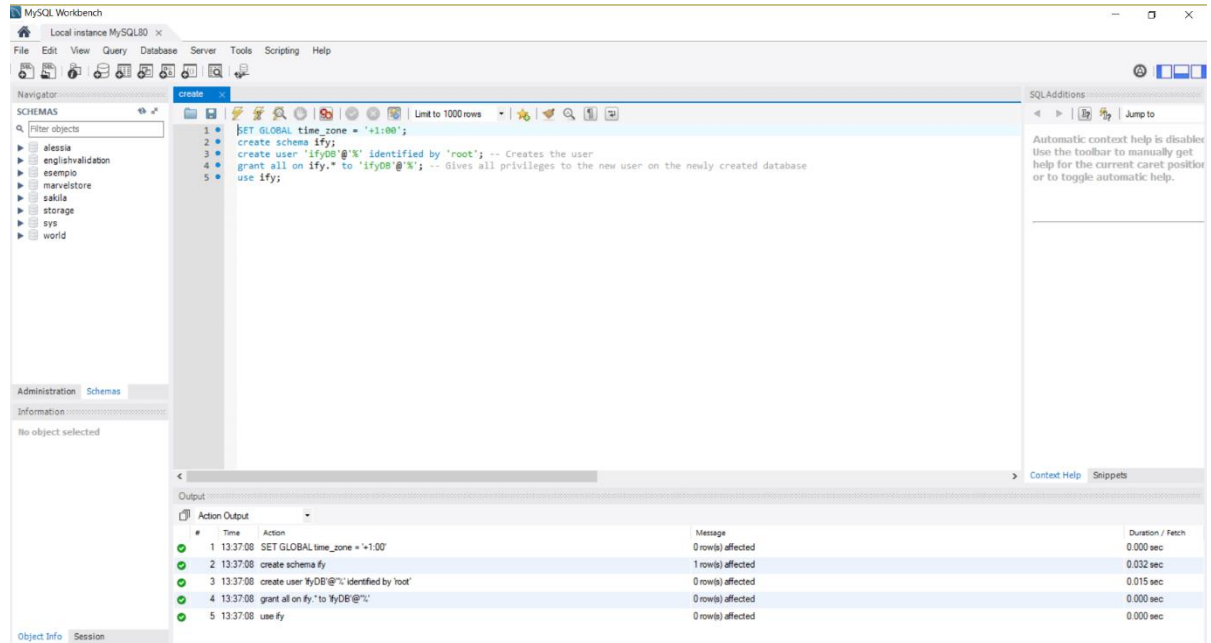 MySQL Workbench
Local instance MySQL80
File Edit View Query Database Server Tools Scripting Help
Navigator
SCHEMAS
Filter objects
alessia
englishvalidation
esempio
marvelstore
sakila
storage
sys
world
Administration Schemas
Information
No object selected
Object Info Session
create
Limit to 1000 rows
1 SET GLOBAL time_zone = '+1:00';
2 create schema ify;
3 create user 'ifyDB'@'%' identified by 'root'; -- Creates the user
4 grant all on ify.* to 'ifyDB'@'%'; -- Gives all privileges to the new user on the newly created database
5 use ify;
SQLAdditions
Jump to
Automatic context help is disabled
Use the toolbar to manually get
help for the current caret position
or to toggle automatic help.
Context Help Snippets
Output
Action Output
# Time Action Message Duration / Fetch
1 13:37:08 SET GLOBAL time_zone = '+1:00' 0 row(s) affected 0.000 sec
2 13:37:08 create schema ify 1 row(s) affected 0.032 sec
3 13:37:08 create user 'ifyDB'@'%' identified by 'root' 0 row(s) affected 0.015 sec
4 13:37:08 grant all on ify.* to 'ifyDB'@'%' 0 row(s) affected 0.000 sec
5 13:37:08 use ify 0 row(s) affected 0.000 sec